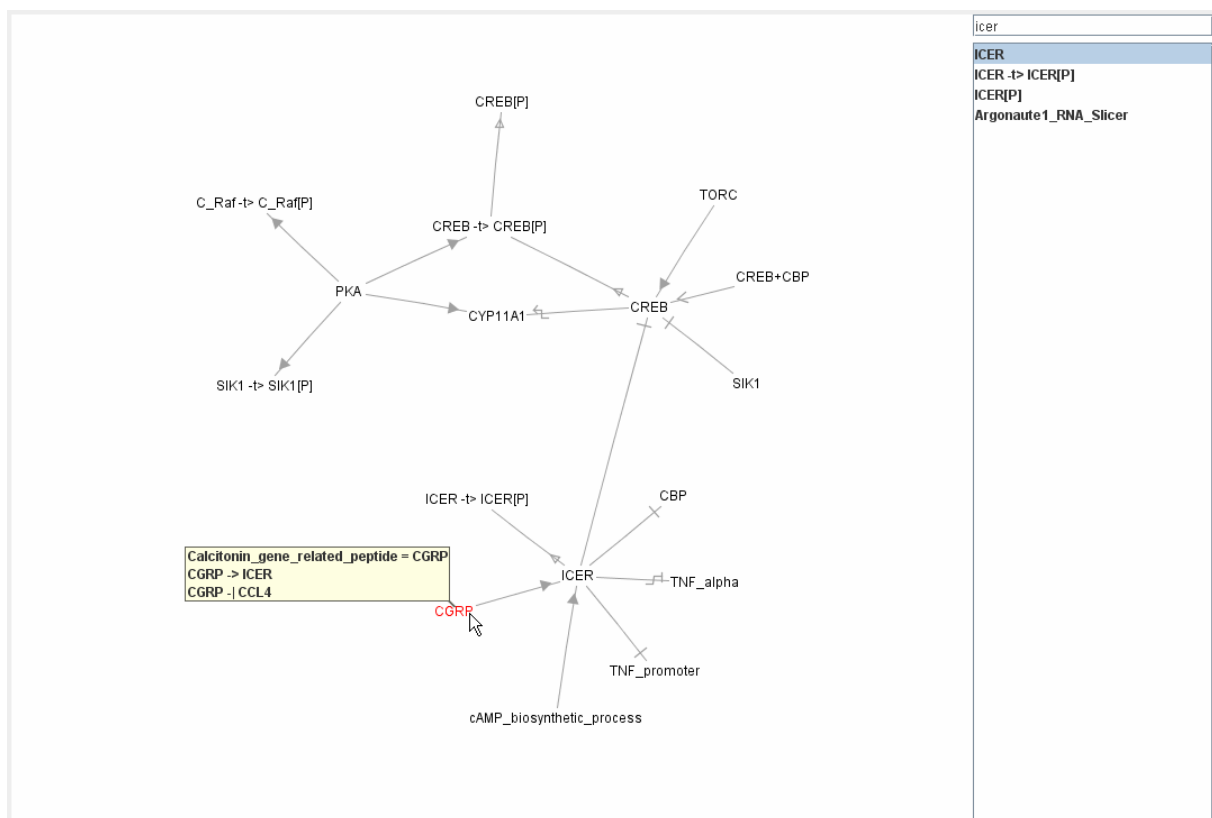 icer
ICER
ICER -t> ICER[P]
ICER[P]
Argonaute1_RNA_Slicer
CREB[P]
C_Raf -t> C_Raf[P]
TORC
CREB -t> CREB[P]
CREB+CBP
PKA
CREB
CYP11A1
SIK1 -t> SIK1[P]
SIK1
ICER -t> ICER[P]
CBP
Calcitonin_gene_related_peptide = CGRP
CGRP -> ICER
CGRP -| CCL4
ICER
TNF_alpha
CGRP
TNF_promoter
cAMP_biosynthetic_process